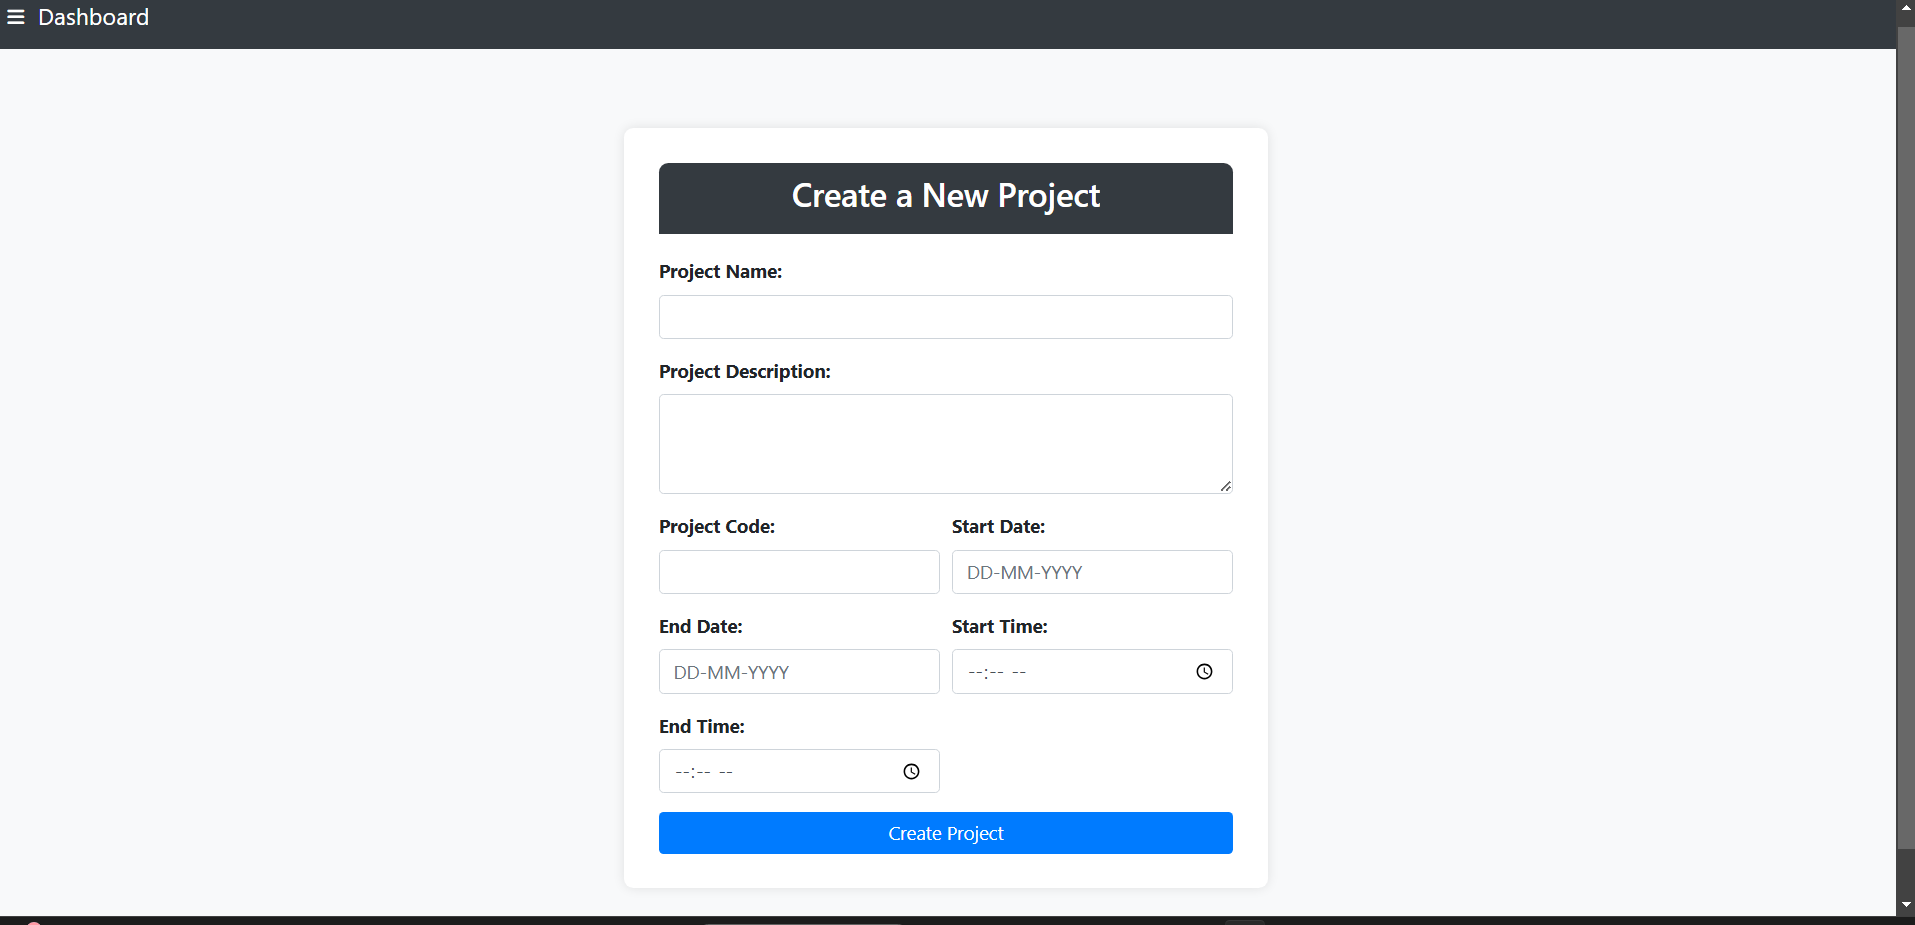 Dashboard
Create a New Project
Project Name:
Project Description:
Project Code:
Start Date:
DD-MM-YYYY
End Date:
Start Time:
DD-MM-YYYY
--:-- --
End Time:
--:-- --
Create Project